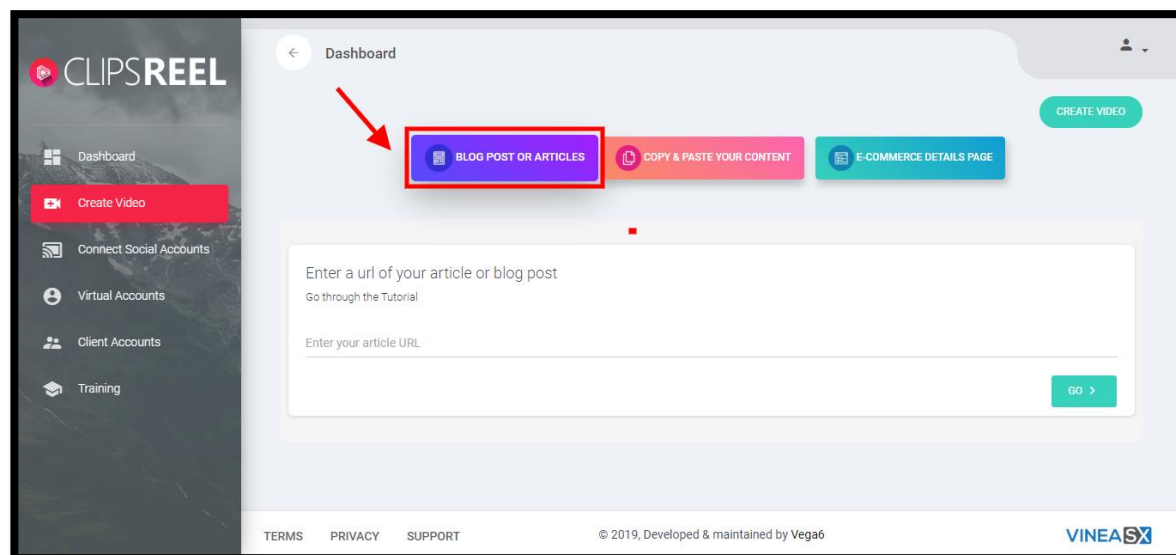 CLIPSREEL
Dashboard
Create Video
Connect Social Accounts
Virtual Accounts
Client Accounts
Training
Dashboard
CREATE VIDEO
BLOG POST OR ARTICLES
COPY & PASTE YOUR CONTENT
E-COMMERCE DETAILS PAGE
Enter a url of your article or blog post
Go through the Tutorial
Enter your article URL
GO >
TERMS PRIVACY SUPPORT
© 2019, Developed & maintained by Vega6
VINEASX